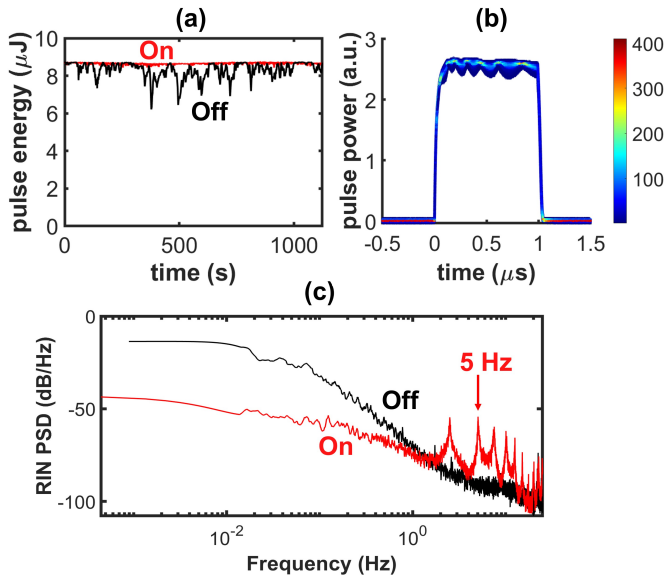 (a)
pulse energy (μJ)
10
8
6
4
2
0
On
Off
0
500
1000
time (s)
(b)
pulse power (a.u.)
3
2
1
0
-0.5
0
0.5
1
1.5
time (μs)
400
300
200
100
(c)
RIN PSD (dB/Hz)
0
-50
-100
5 Hz
Off
On
10⁻²
10⁰
Frequency (Hz)